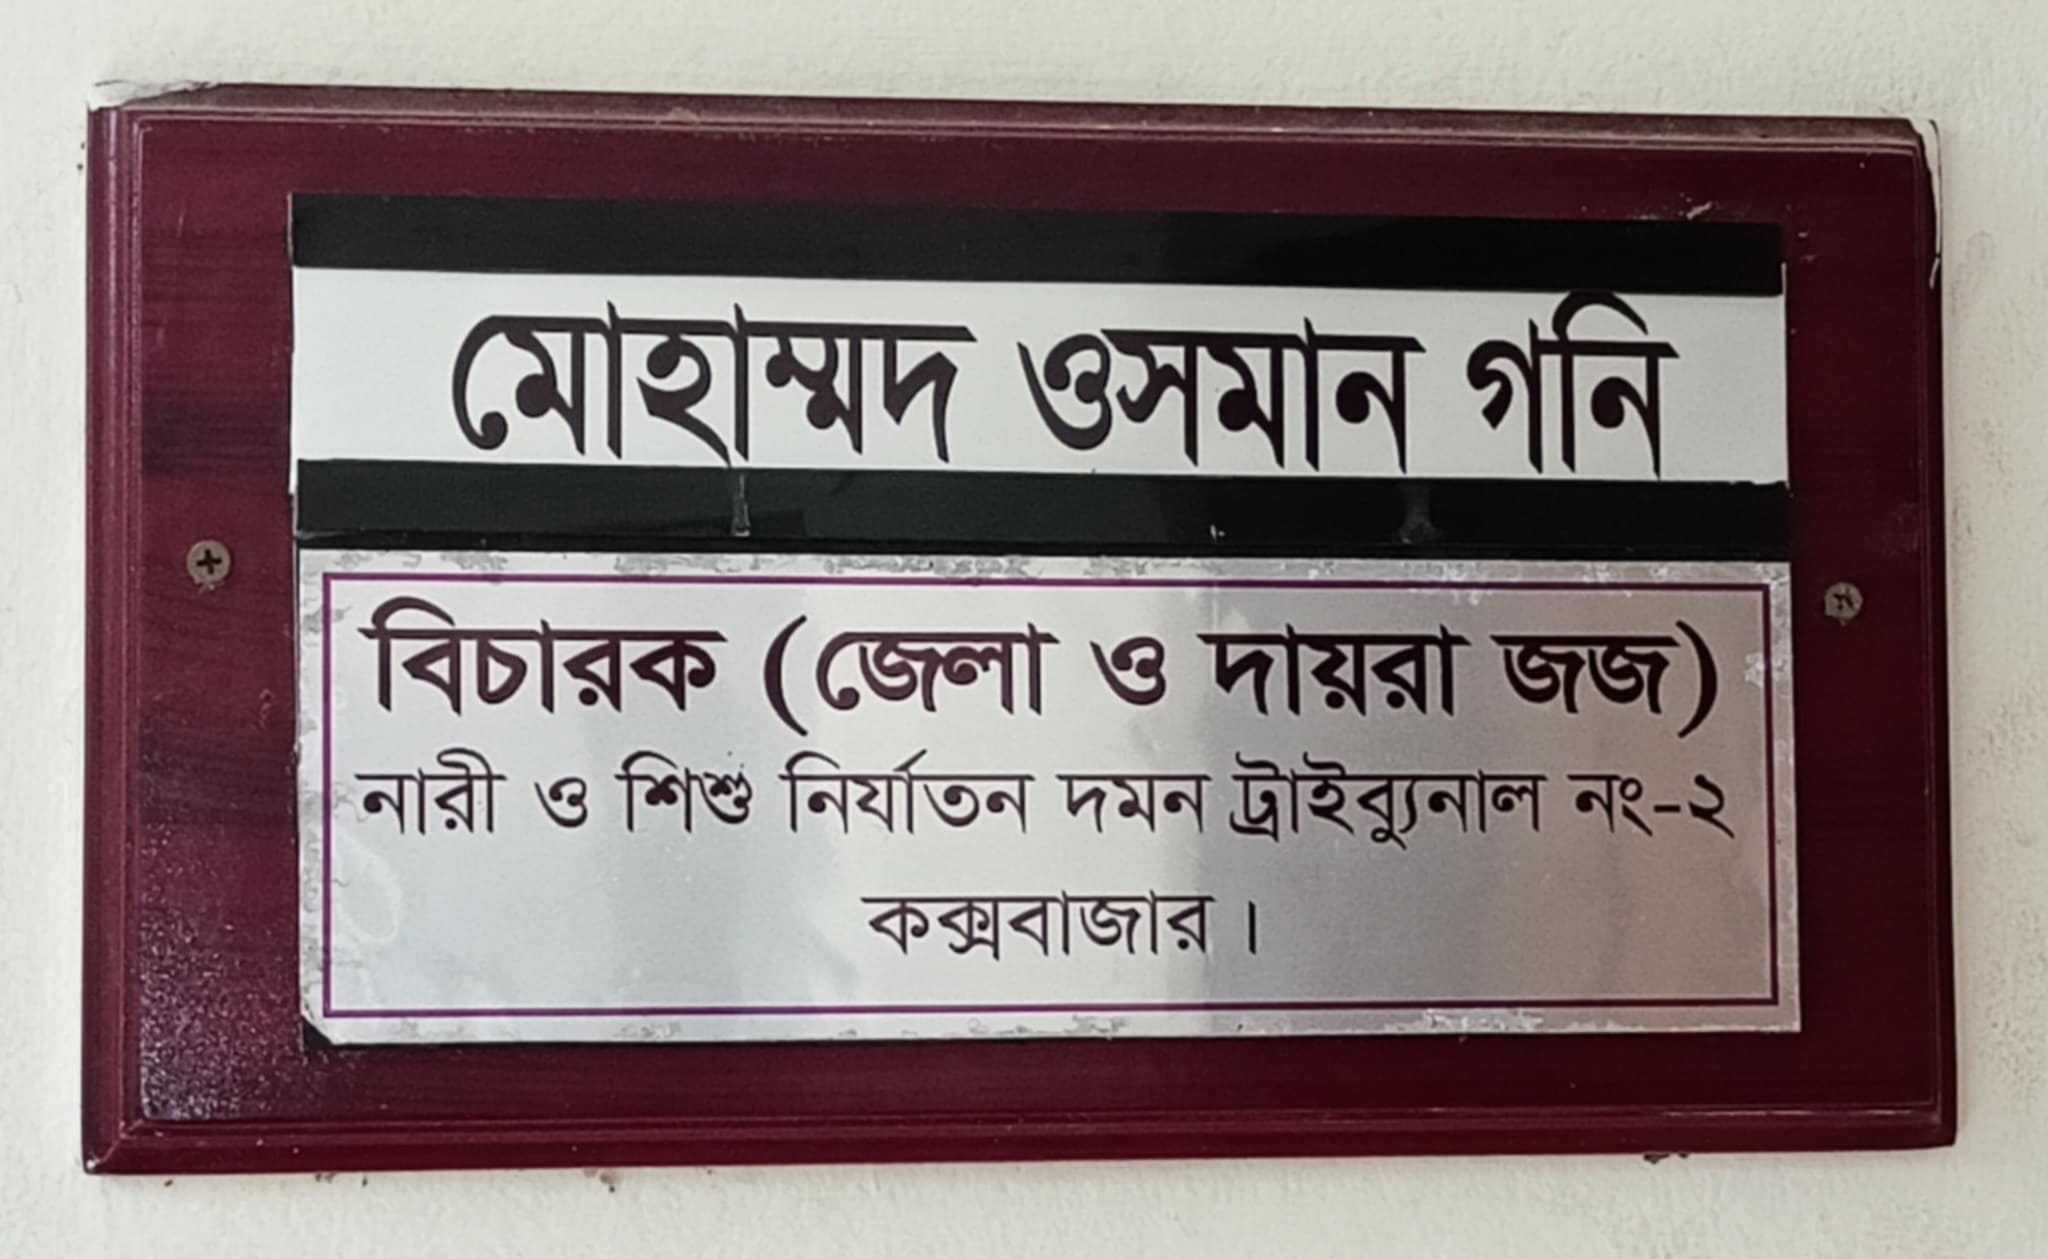 মোহাম্মদ ওসমান গনি
বিচারক (জেলা ও দায়রা জজ)
নারী ও শিশু নির্যাতন দমন ট্রাইব্যুনাল নং-২
কক্সবাজার।